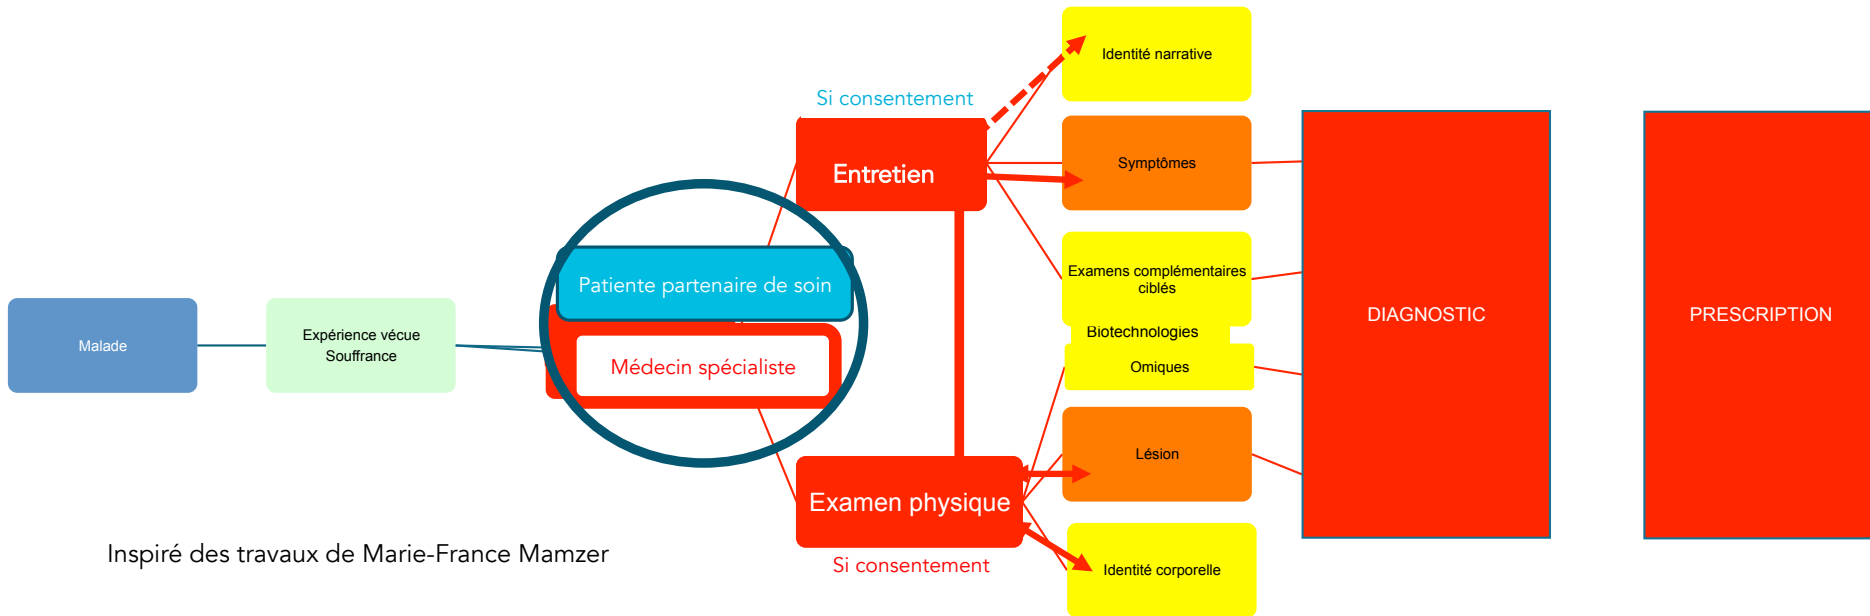 Malade
Expérience vécue
Souffrance
Patiente partenaire de soin
Médecin spécialiste
Si consentement
Entretien
Examen physique
Si consentement
Identité narrative
Symptômes
Examens complémentaires
ciblés
Biotechnologies
Omiques
Lésion
Identité corporelle
DIAGNOSTIC
PRESCRIPTION
Inspiré des travaux de Marie-France Mamzer